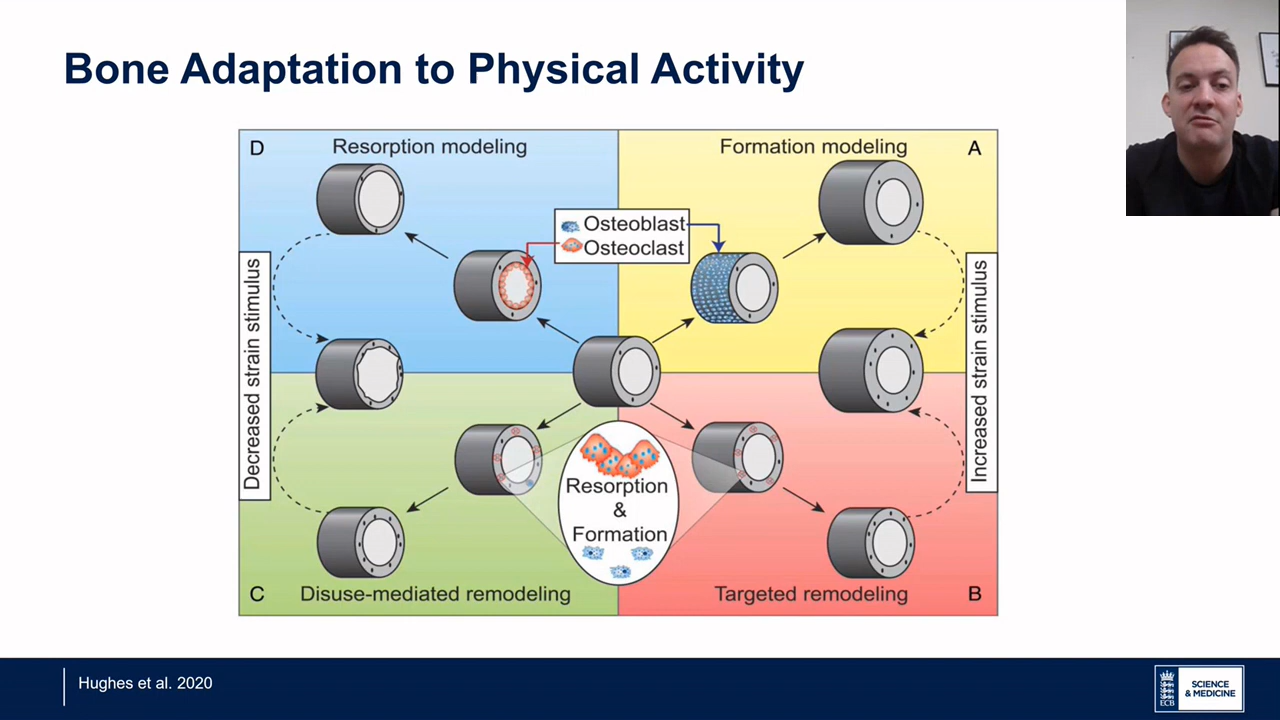 Bone Adaptation to Physical Activity
D
Resorption modeling
Formation modeling
A
Osteoblast
Osteoclast
Decreased strain stimulus
Increased strain stimulus
Resorption
&
Formation
C
Disuse-mediated remodeling
Targeted remodeling
B
Hughes et al. 2020
ECB
SCIENCE
& MEDICINE